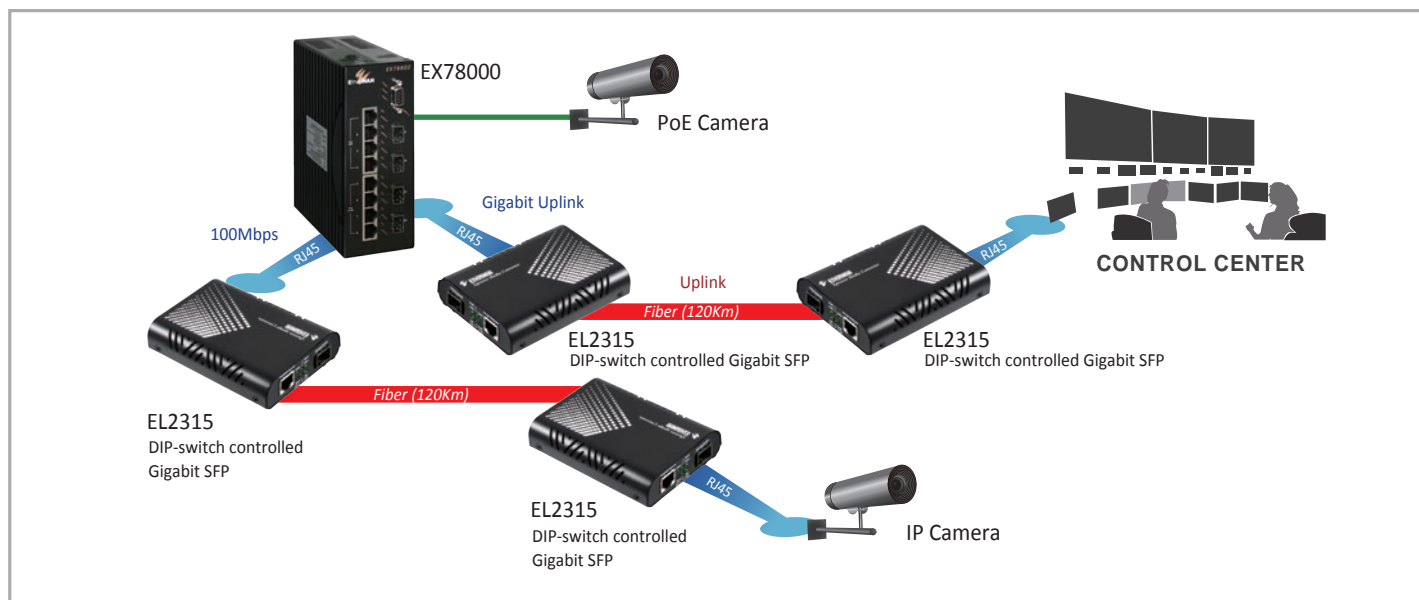 EX78000
PoE Camera
Gigabit Uplink
100Mbps
RJ45
RJ45
RJ45
CONTROL CENTER
Uplink
Fiber (120Km)
EL2315
DIP-switch controlled Gigabit SFP
EL2315
DIP-switch controlled Gigabit SFP
Fiber (120Km)
EL2315
DIP-switch controlled
Gigabit SFP
RJ45
EL2315
DIP-switch controlled
Gigabit SFP
IP Camera